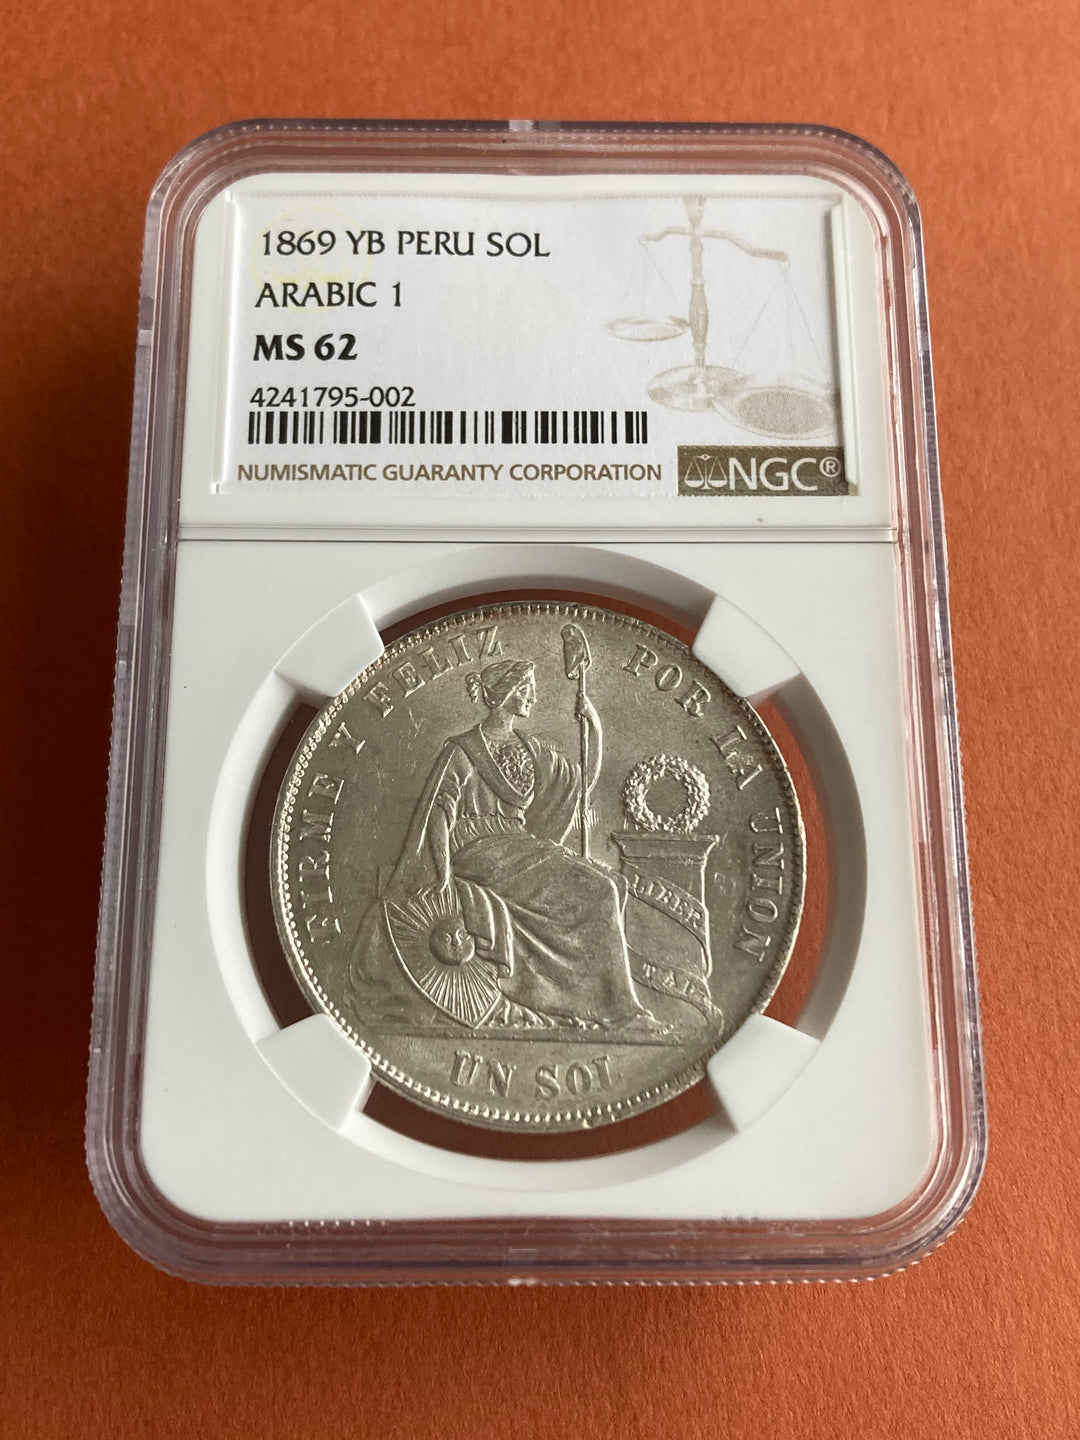 1869 YB PERU SOL
ARABIC 1
MS 62
4241795-002
NUMISMATIC GUARANTY CORPORATION
NGC®
FIRME Y FELIZ POR LA UNION
LIBER
TAD
UN SOL